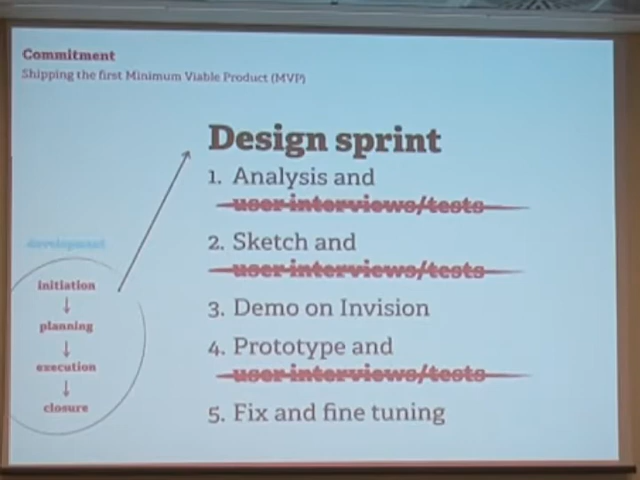 Commitment
Shipping the first Minimum Viable Product (MVP)
Design sprint
1. Analysis and
user interviews/tests
2. Sketch and
user interviews/tests
3. Demo on Invision
4. Prototype and
user interviews/tests
5. Fix and fine tuning
development
initiation
↓
planning
↓
execution
↓
closure